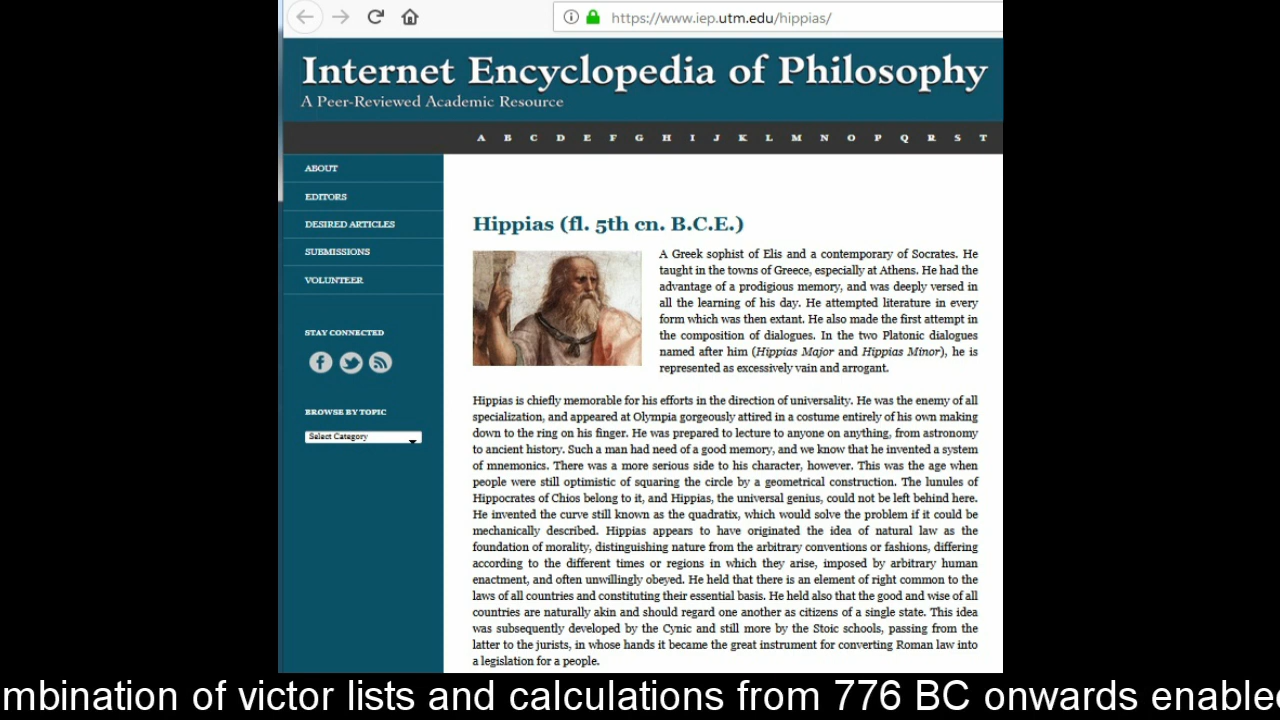 https://www.iep.utm.edu/hippias/
Internet Encyclopedia of Philosophy
A Peer-Reviewed Academic Resource
A B C D E F G H I J K L M N O P Q R S T
ABOUT
EDITORS
DESIRED ARTICLES
SUBMISSIONS
VOLUNTEER
STAY CONNECTED
BROWSE BY TOPIC
Select Category
Hippias (fl. 5th cn. B.C.E.)
A Greek sophist of Elis and a contemporary of Socrates. He
taught in the towns of Greece, especially at Athens. He had the
advantage of a prodigious memory, and was deeply versed in
all the learning of his day. He attempted literature in every
form which was then extant. He also made the first attempt in
the composition of dialogues. In the two Platonic dialogues
named after him (Hippias Major and Hippias Minor), he is
represented as excessively vain and arrogant.
Hippias is chiefly memorable for his efforts in the direction of universality. He was the enemy of all
specialization, and appeared at Olympia gorgeously attired in a costume entirely of his own making
down to the ring on his finger. He was prepared to lecture to anyone on anything, from astronomy
to ancient history. Such a man had need of a good memory, and we know that he invented a system
of mnemonics. There was a more serious side to his character, however. This was the age when
people were still optimistic of squaring the circle by a geometrical construction. The lunules of
Hippocrates of Chios belong to it, and Hippias, the universal genius, could not be left behind here.
He invented the curve still known as the quadratix, which would solve the problem if it could be
mechanically described. Hippias appears to have originated the idea of natural law as the
foundation of morality, distinguishing nature from the arbitrary conventions or fashions, differing
according to the different times or regions in which they arise, imposed by arbitrary human
enactment, and often unwillingly obeyed. He held that there is an element of right common to the
laws of all countries and constituting their essential basis. He held also that the good and wise of all
countries are naturally akin and should regard one another as citizens of a single state. This idea
was subsequently developed by the Cynic and still more by the Stoic schools, passing from the
latter to the jurists, in whose hands it became the great instrument for converting Roman law into
a legislation for a people.
mbination of victor lists and calculations from 776 BC onwards enabled